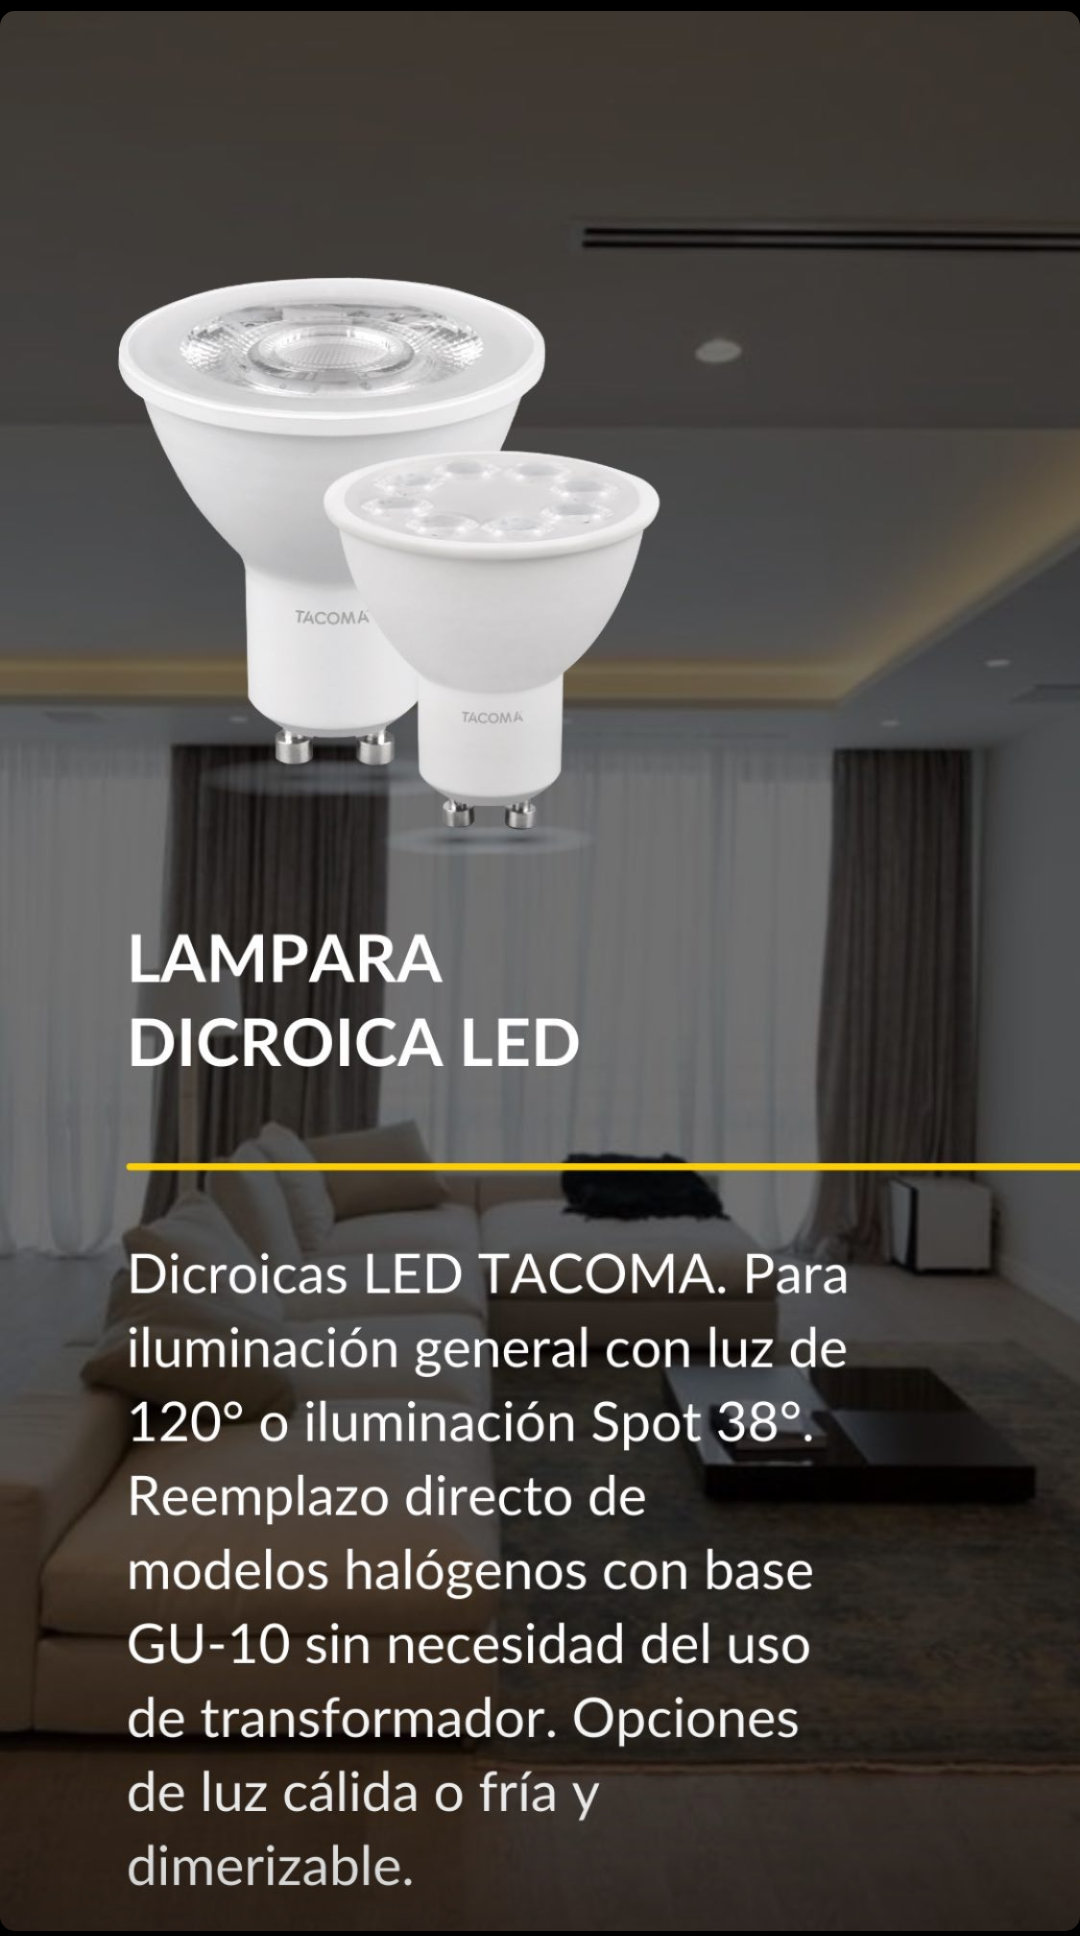 TACOMA
TACOMA
LAMPARA
DICROICA LED
Dicroicas LED TACOMA. Para
iluminación general con luz de
120° o iluminación Spot 38°.
Reemplazo directo de
modelos halógenos con base
GU-10 sin necesidad del uso
de transformador. Opciones
de luz cálida o fría y
dimerizable.